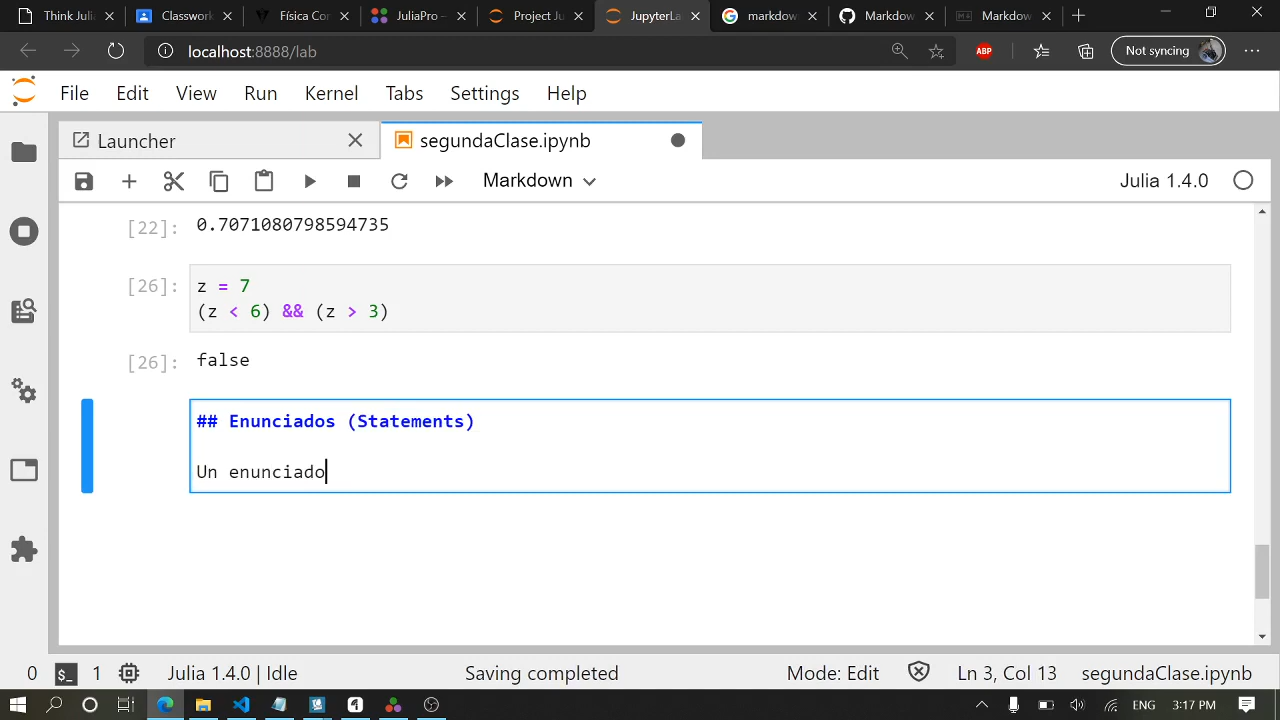 Think Julia
Classwork
Física Con
JuliaPro –
Project Ju
JupyterLa
markdow
Markdow
Markdow
localhost:8888/lab
ABP
Not syncing
File Edit View Run Kernel Tabs Settings Help
Launcher
segundaClase.ipynb
Markdown
Julia 1.4.0
[22]: 0.7071080798594735
[26]: z = 7
(z < 6) && (z > 3)
[26]: false
## Enunciados (Statements)
Un enunciado
0 $_ 1 Julia 1.4.0 | Idle Saving completed Mode: Edit Ln 3, Col 13 segundaClase.ipynb
ENG 3:17 PM